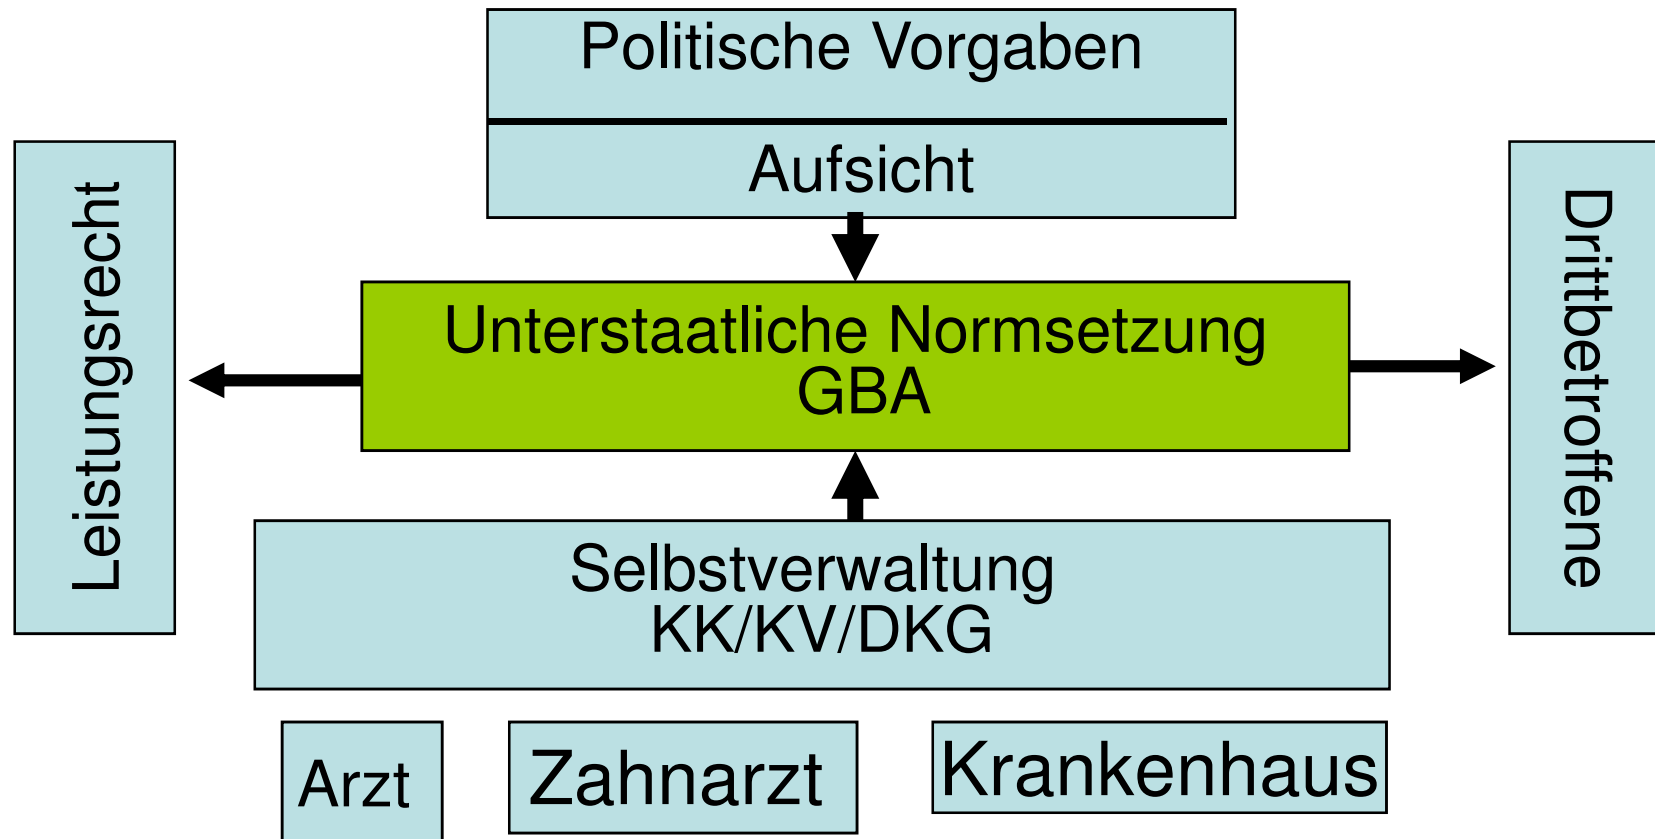 Politische Vorgaben
Aufsicht
Leistungsrecht
Unterstaatliche Normsetzung
GBA
Drittbetroffene
Selbstverwaltung
KK/KV/DKG
Arzt
Zahnarzt
Krankenhaus